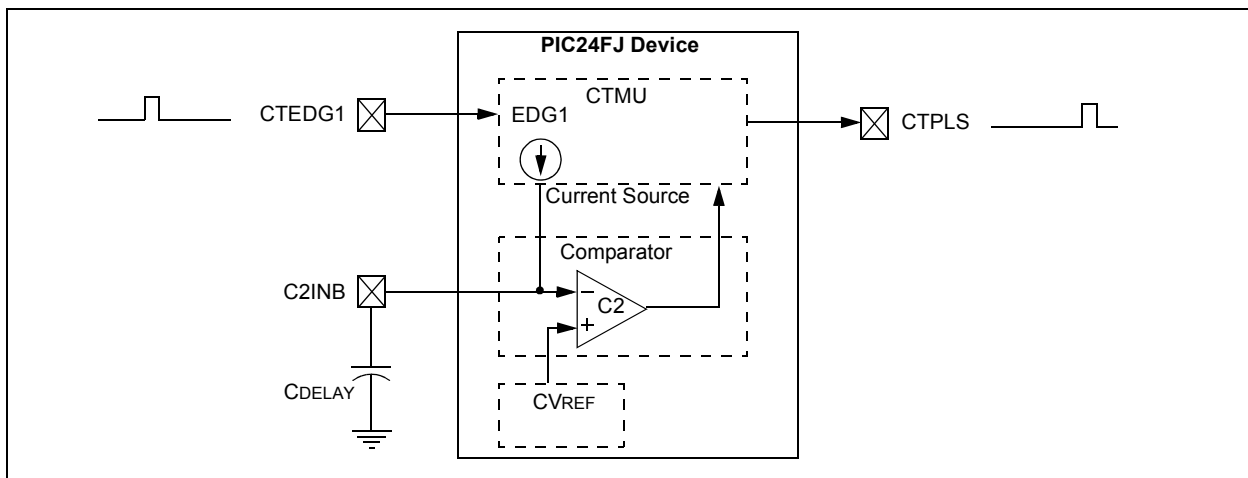 PIC24FJ Device
CTMU
CTEDG1
EDG1
CTPLS
Current Source
Comparator
C2INB
−
C2
+
CDELAY
CVREF